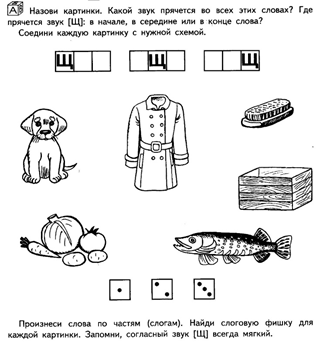 А Назови картинки. Какой звук прячется во всех этих словах? Где
прячется звук [Щ]: в начале, в середине или в конце слова?
Соедини каждую картинку с нужной схемой.
Щ Щ Щ
Произнеси слова по частям (слогам). Найди слоговую фишку для
каждой картинки. Запомни, согласный звук [Щ] всегда мягкий.